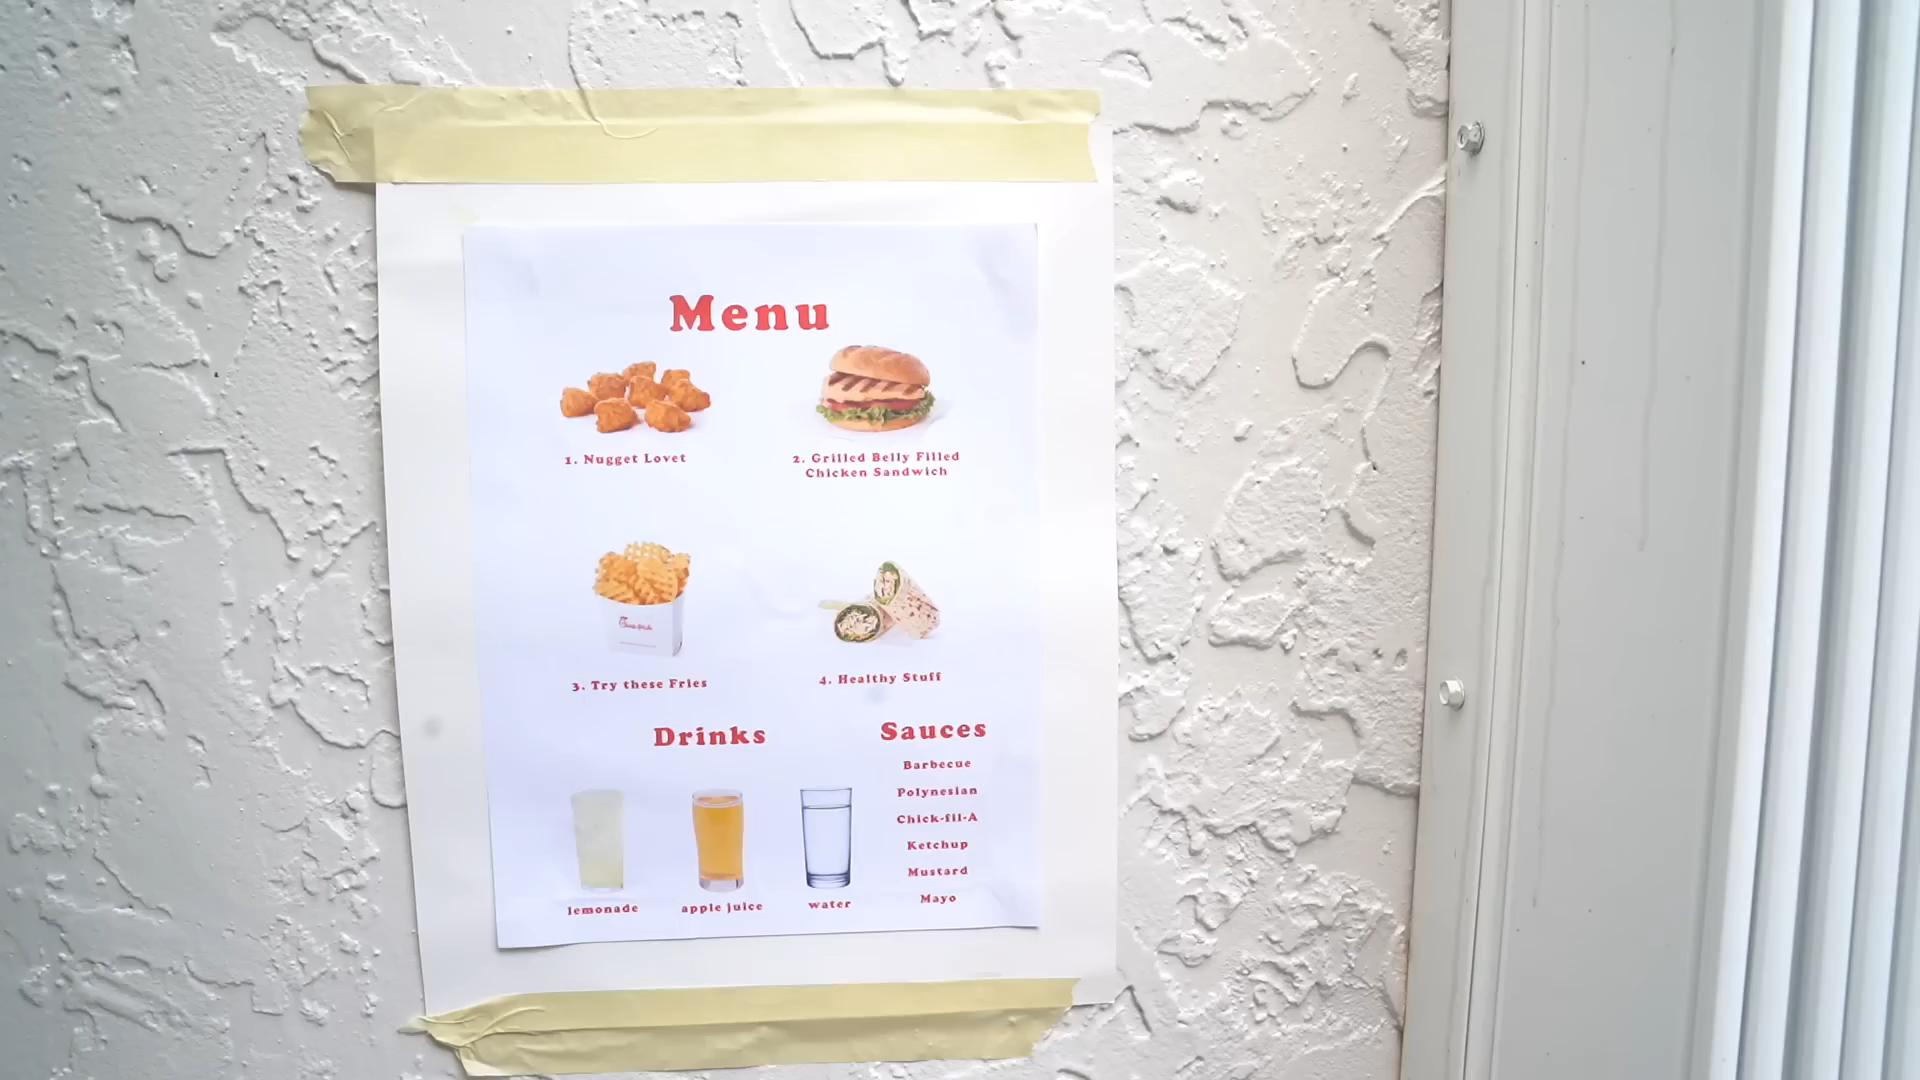 Menu
1. Nugget Lovet
2. Grilled Belly Filled
Chicken Sandwich
3. Try these Fries
4. Healthy Stuff
Drinks
lemonade
apple juice
water
Sauces
Barbecue
Polynesian
Chick-fil-A
Ketchup
Mustard
Mayo